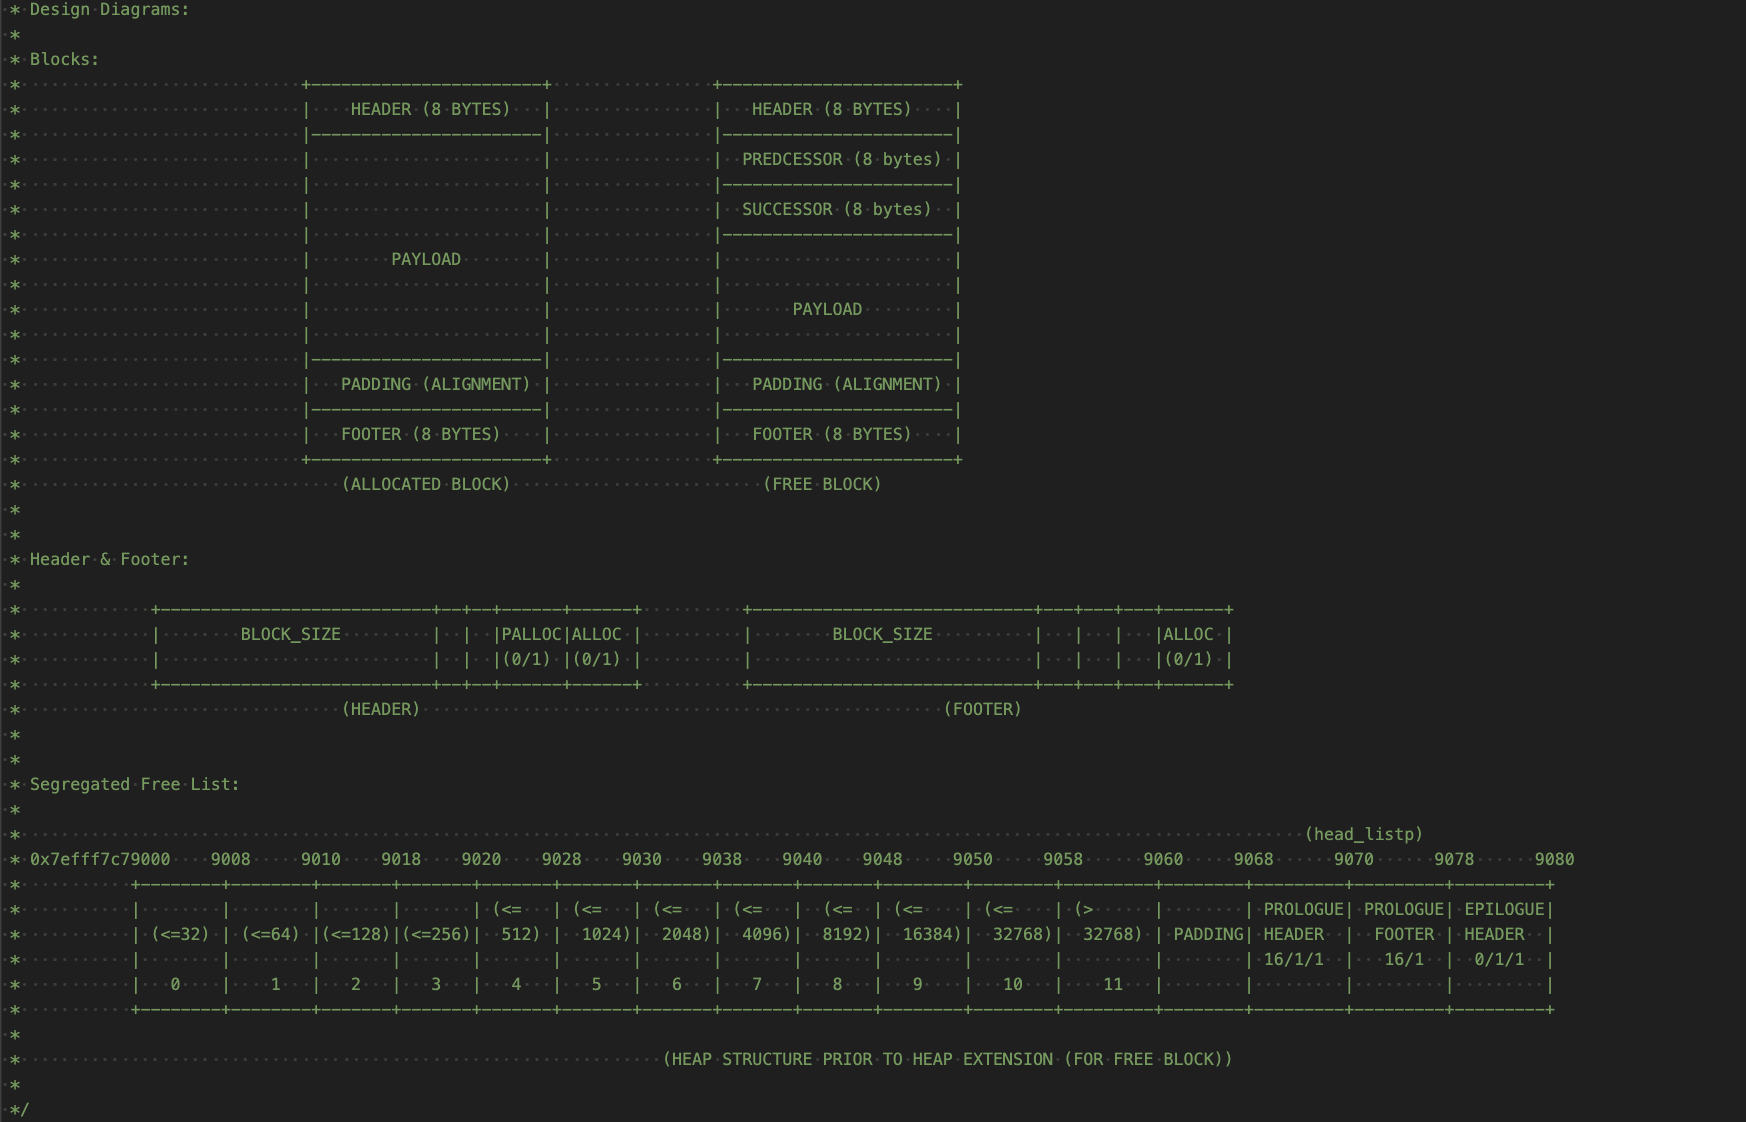 * Design Diagrams:
*
* Blocks:
* +-----------------------+ +-----------------------+
* | HEADER (8 BYTES) | | HEADER (8 BYTES) |
* |-----------------------| |-----------------------|
* | | | PREDCESSOR (8 bytes) |
* | | |-----------------------|
* | | | SUCCESSOR (8 bytes) |
* | | |-----------------------|
* | PAYLOAD | | |
* | | | |
* | | | PAYLOAD |
* | | | |
* |-----------------------| |-----------------------|
* | PADDING (ALIGNMENT) | | PADDING (ALIGNMENT) |
* |-----------------------| |-----------------------|
* | FOOTER (8 BYTES) | | FOOTER (8 BYTES) |
* +-----------------------+ +-----------------------+
* (ALLOCATED BLOCK) (FREE BLOCK)
*
*
* Header & Footer:
*
* +---------------------------+--+--+------+------+ +----------------------------+---+---+---+------+
* | BLOCK_SIZE | | |PALLOC|ALLOC | | BLOCK_SIZE | | | |ALLOC |
* | | | |(0/1) |(0/1) | | | | | |(0/1) |
* +---------------------------+--+--+------+------+ +----------------------------+---+---+---+------+
* (HEADER) (FOOTER)
*
*
* Segregated Free List:
*
* (head_listp)
* 0x7efff7c79000 9008 9010 9018 9020 9028 9030 9038 9040 9048 9050 9058 9060 9068 9070 9078 9080
* +--------+--------+-------+-------+-------+-------+-------+-------+-------+--------+--------+---------+--------+---------+---------+---------+
* | | | | | (<= | (<= | (<= | (<= | (<= | (<= | (<= | (> | | PROLOGUE| PROLOGUE| EPILOGUE|
* | (<=32) | (<=64) |(<=128)|(<=256)| 512) | 1024)| 2048)| 4096)| 8192)| 16384)| 32768)| 32768) | PADDING| HEADER | FOOTER | HEADER |
* | | | | | | | | | | | | | | 16/1/1 | 16/1 | 0/1/1 |
* | 0 | 1 | 2 | 3 | 4 | 5 | 6 | 7 | 8 | 9 | 10 | 11 | | | | |
* +--------+--------+-------+-------+-------+-------+-------+-------+-------+--------+--------+---------+--------+---------+---------+---------+
*
* (HEAP STRUCTURE PRIOR TO HEAP EXTENSION (FOR FREE BLOCK))
*
*/